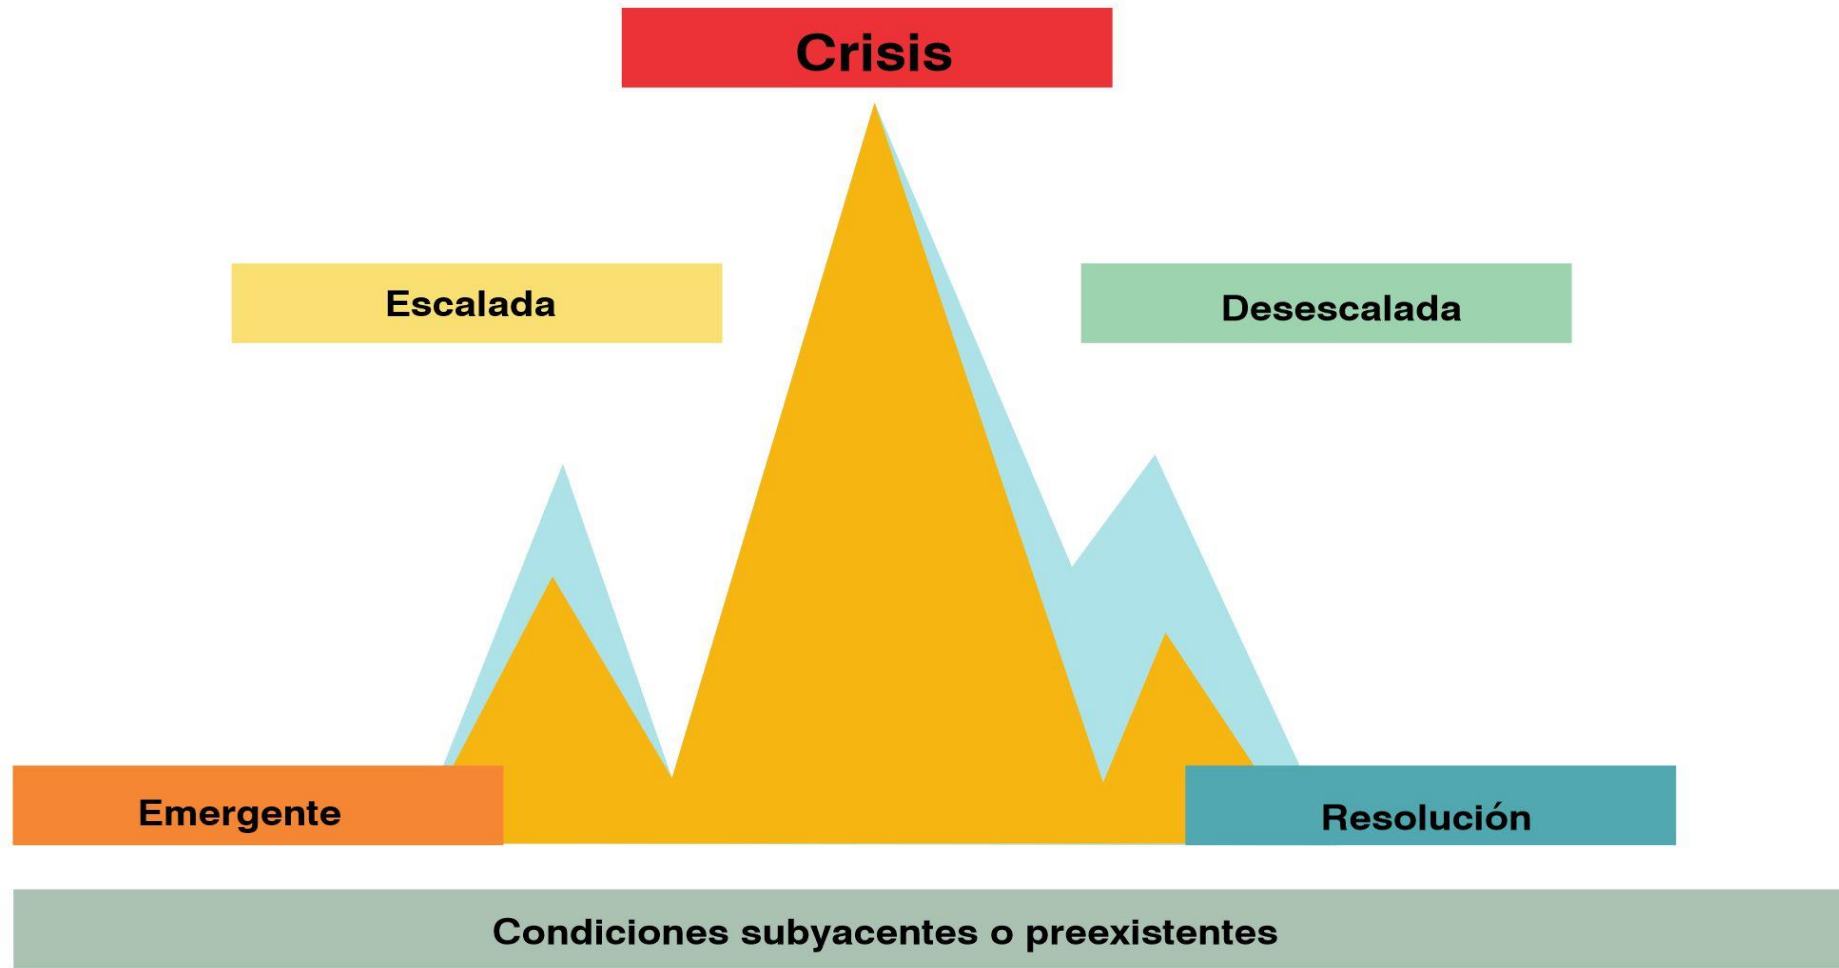 Crisis
Escalada
Desescalada
Emergente
Resolución
Condiciones subyacentes o preexistentes